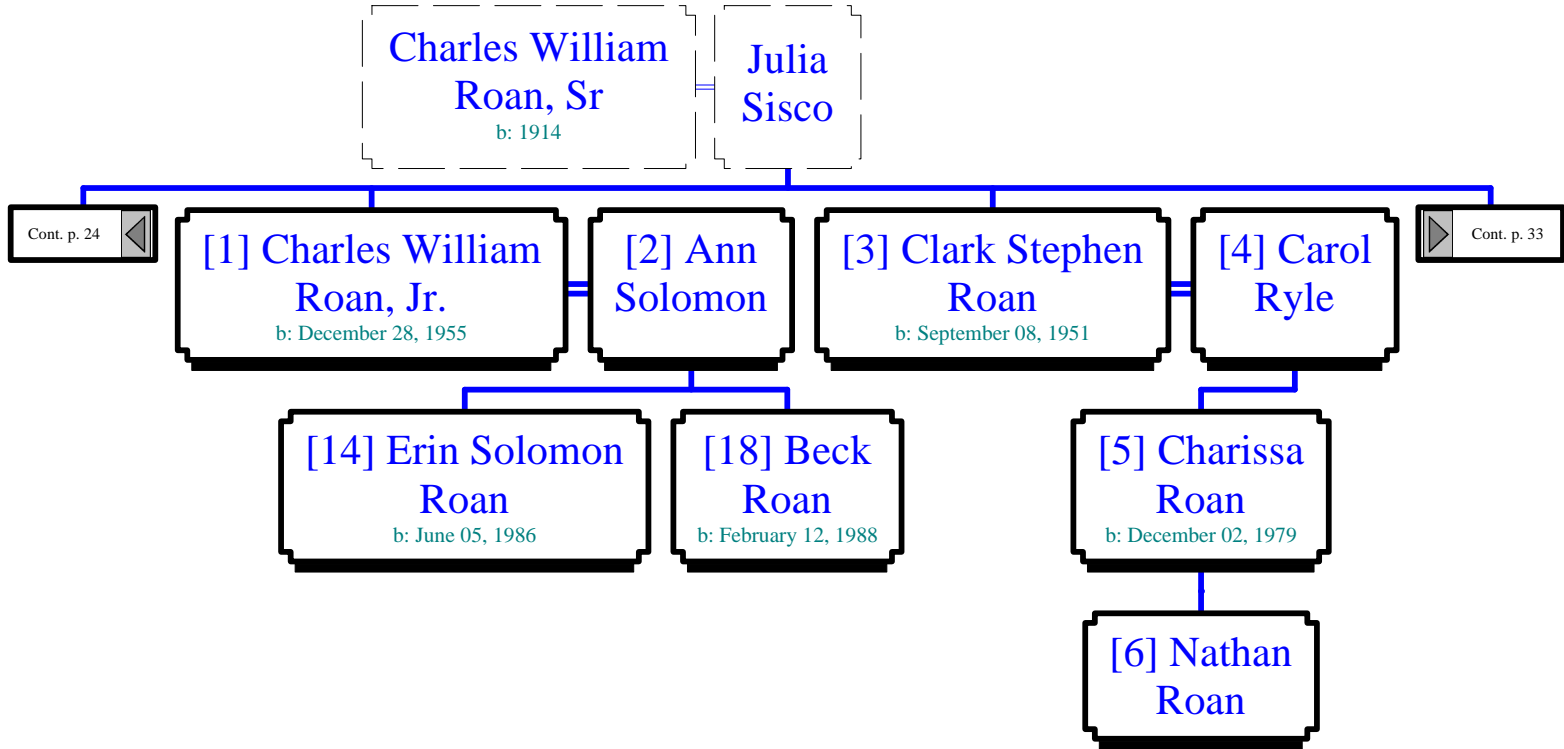 Charles William
Roan, Sr
b: 1914
Julia
Sisco
Cont. p. 24
[1] Charles William
Roan, Jr.
b: December 28, 1955
[2] Ann
Solomon
[3] Clark Stephen
Roan
b: September 08, 1951
[4] Carol
Ryle
Cont. p. 33
[14] Erin Solomon
Roan
b: June 05, 1986
[18] Beck
Roan
b: February 12, 1988
[5] Charissa
Roan
b: December 02, 1979
[6] Nathan
Roan